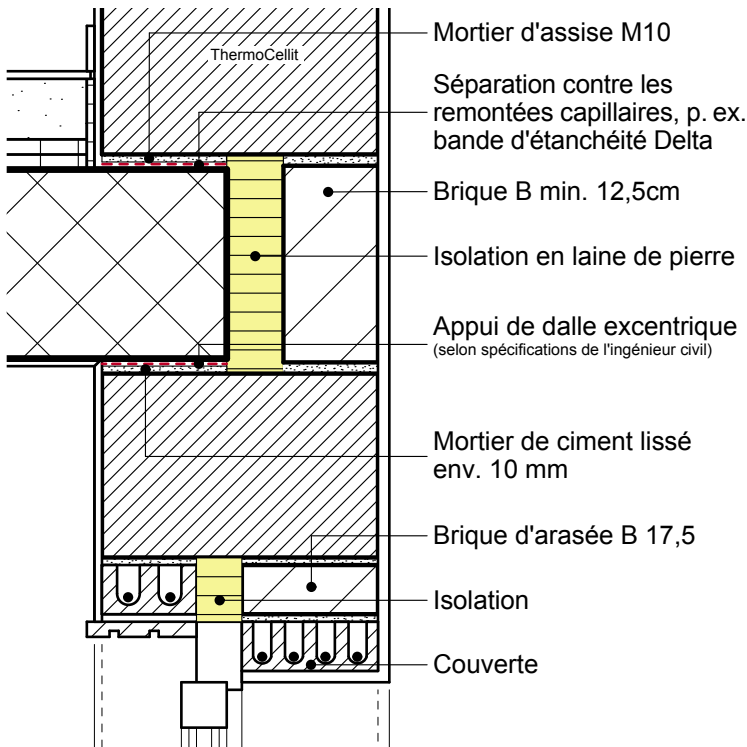 ThermoCellit
Mortier d'assise M10
Séparation contre les
remontées capillaires, p. ex.
bande d'étanchéité Delta
Brique B min. 12,5cm
Isolation en laine de pierre
Appui de dalle excentrique
(selon spécifications de l'ingénieur civil)
Mortier de ciment lissé
env. 10 mm
Brique d'arasée B 17,5
Isolation
Couverte